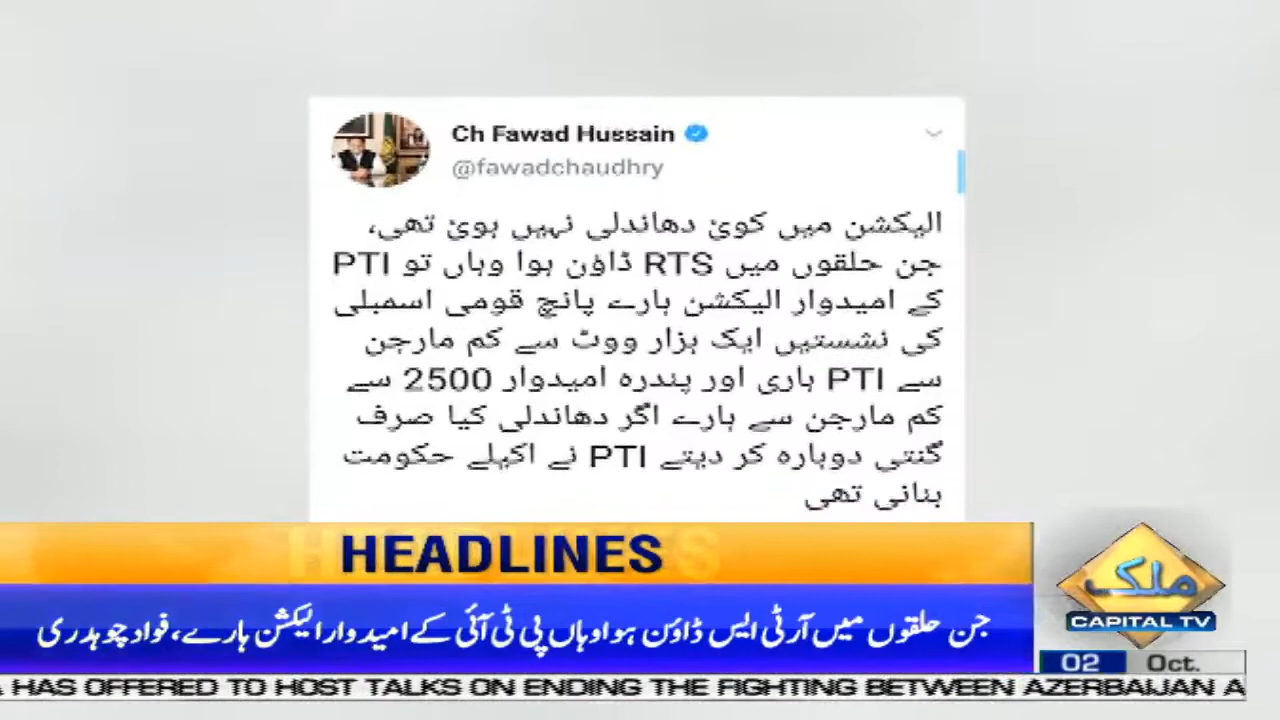 Ch Fawad Hussain
@fawadchaudhry
الیکشن میں کوئ دھاندلی نہیں ہوئ تھی،
جن حلقوں میں RTS ڈاؤن ہوا وہاں تو PTI
کے امیدوار الیکشن ہارے پانچ قومی اسمبلی
کی نشستیں ایک ہزار ووٹ سے کم مارجن
سے PTI ہاری اور پندرہ امیدوار 2500 سے
کم مارجن سے ہارے اگر دھاندلی کیا صرف
گنتی دوبارہ کر دیتے PTI نے اکیلے حکومت
بنانی تھی
HEADLINES
جن حلقوں میں آر ٹی ایس ڈاؤن ہوا وہاں پی ٹی آئی کے امیدوار الیکشن ہارے، فواد چوہدری
ملک
CAPITAL TV
02 Oct.
A HAS OFFERED TO HOST TALKS ON ENDING THE FIGHTING BETWEEN AZERBAIJAN A